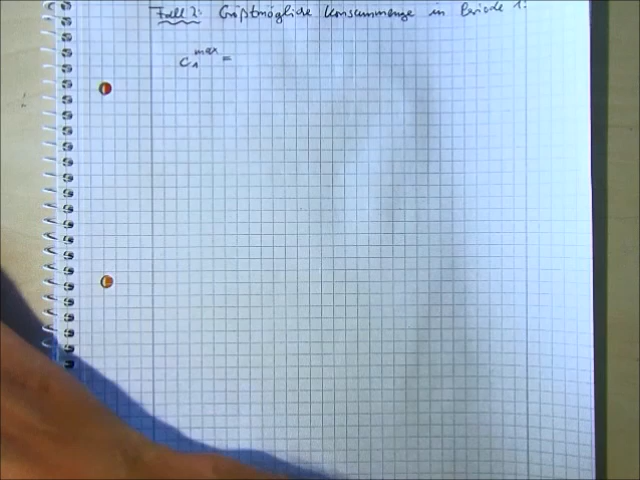 Fall 2: Größtmögliche Konsummenge in Periode 1:
c₁^max =